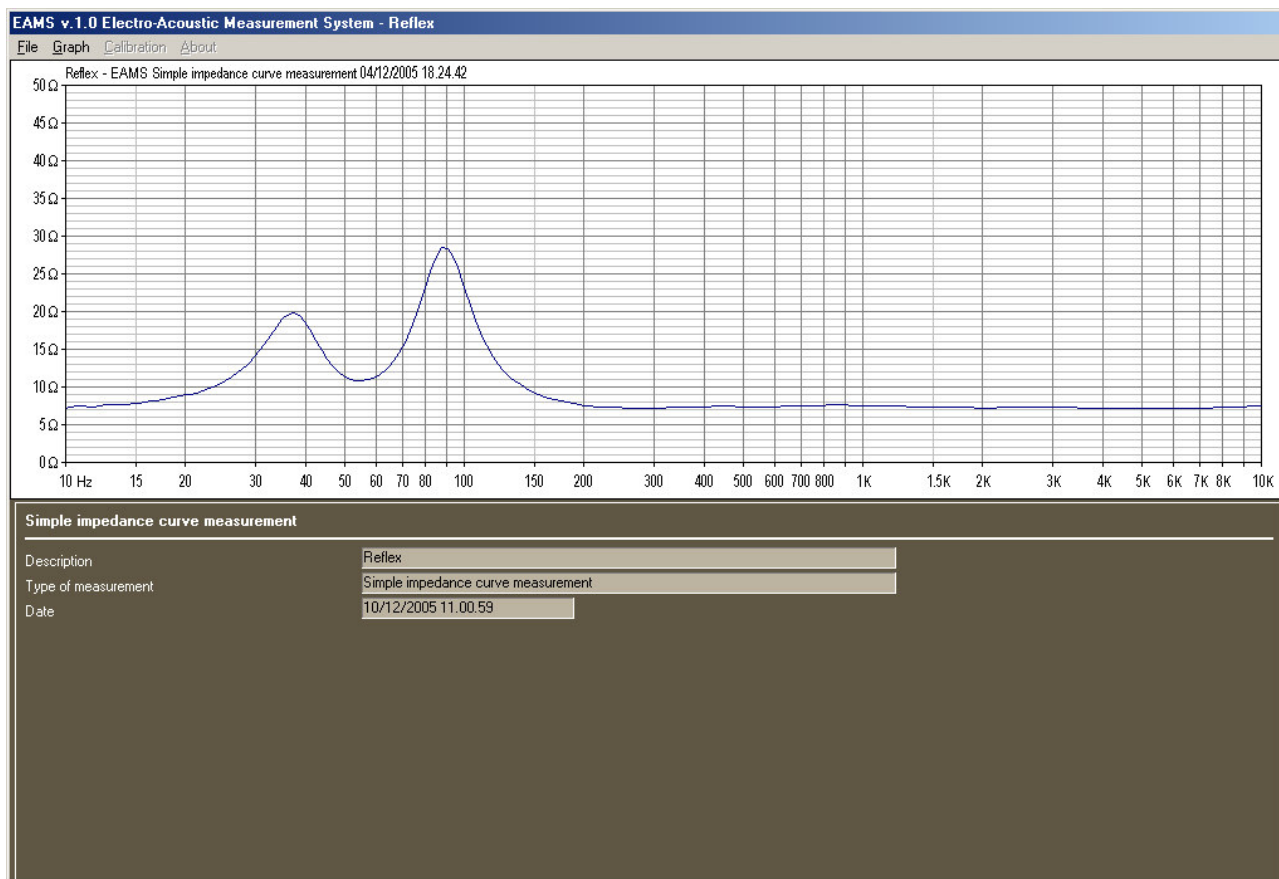 EAMS v.1.0 Electro-Acoustic Measurement System - Reflex
File Graph Calibration About
Reflex - EAMS Simple impedance curve measurement 04/12/2005 18.24.42
50 Ω
45 Ω
40 Ω
35 Ω
30 Ω
25 Ω
20 Ω
15 Ω
10 Ω
5 Ω
0 Ω
10 Hz 15 20 30 40 50 60 70 80 100 150 200 300 400 500 600 700 800 1K 1.5K 2K 3K 4K 5K 6K 7K 8K 10K
Simple impedance curve measurement
Description Reflex
Type of measurement Simple impedance curve measurement
Date 10/12/2005 11.00.59